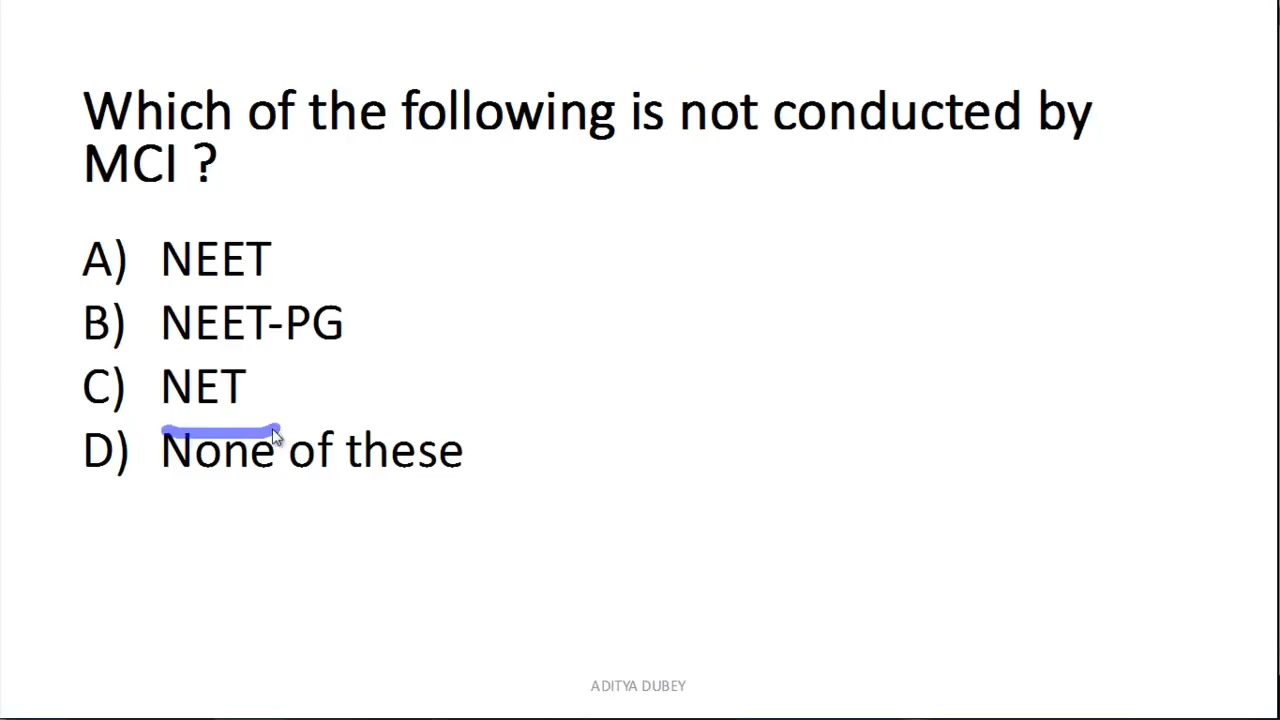 Which of the following is not conducted by
MCI ?
A) NEET
B) NEET-PG
C) NET
D) None of these
ADITYA DUBEY